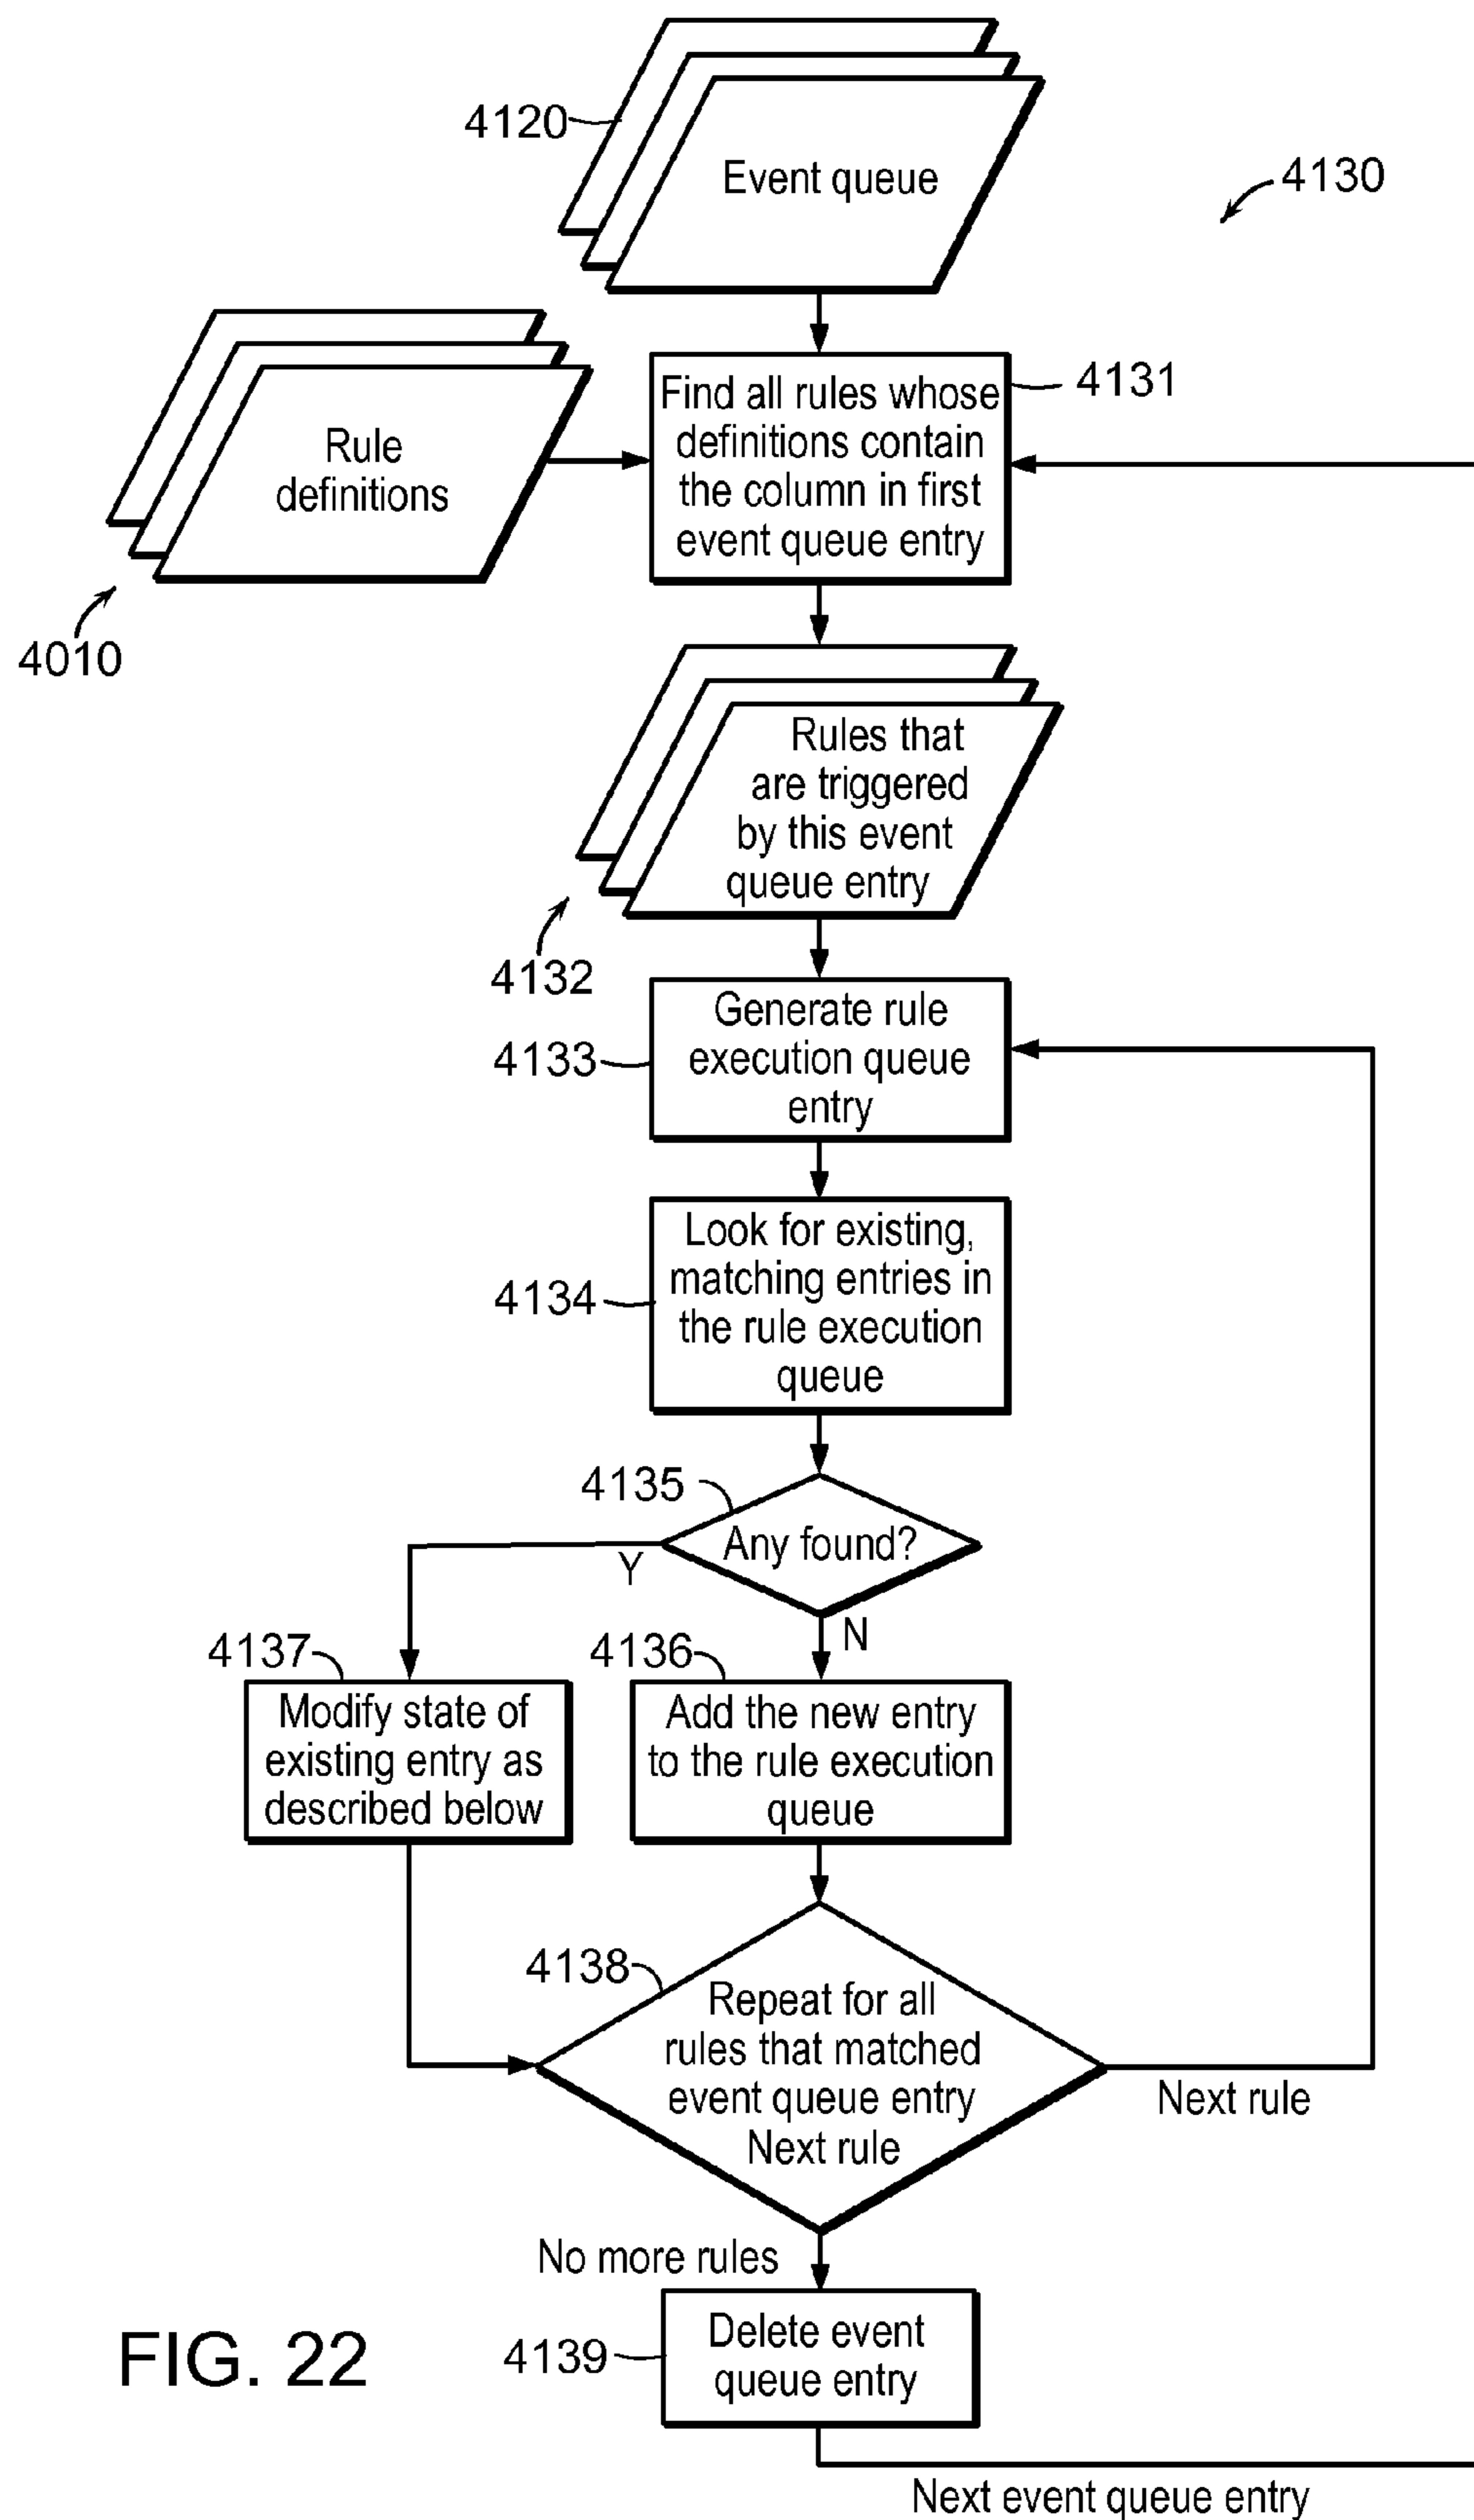 4120
Event queue
4130
Rule
definitions
4010
Find all rules whose
definitions contain
the column in first
event queue entry
4131
Rules that
are triggered
by this event
queue entry
4132
Generate rule
execution queue
entry
4133
Look for existing,
matching entries in
the rule execution
queue
4134
4135
Any found?
Y
N
4137
Modify state of
existing entry as
described below
4136
Add the new entry
to the rule execution
queue
4138
Repeat for all
rules that matched
event queue entry
Next rule
Next rule
No more rules
Delete event
queue entry
4139
FIG. 22
Next event queue entry